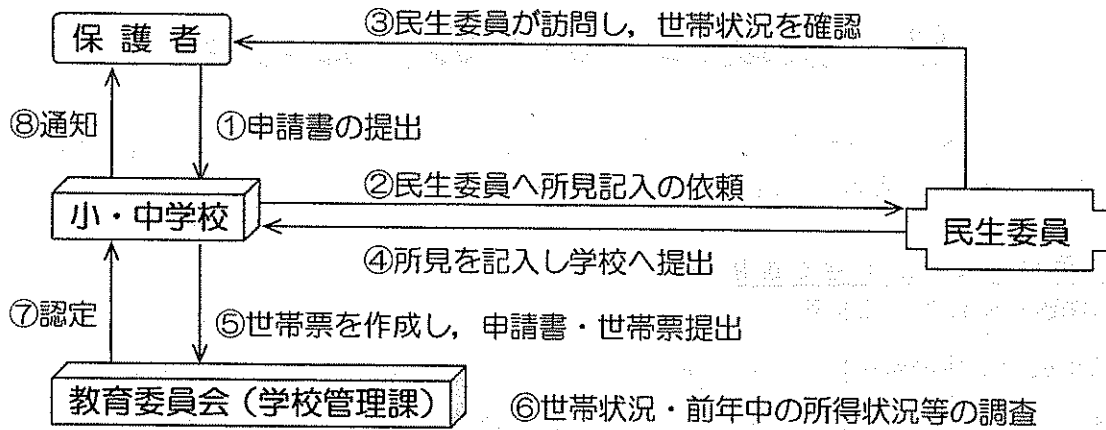 ③民生委員が訪問し，世帯状況を確認
保護者
⑧通知
①申請書の提出
②民生委員へ所見記入の依頼
小・中学校
民生委員
④所見を記入し学校へ提出
⑦認定
⑤世帯票を作成し，申請書・世帯票提出
教育委員会（学校管理課）
⑥世帯状況・前年中の所得状況等の調査